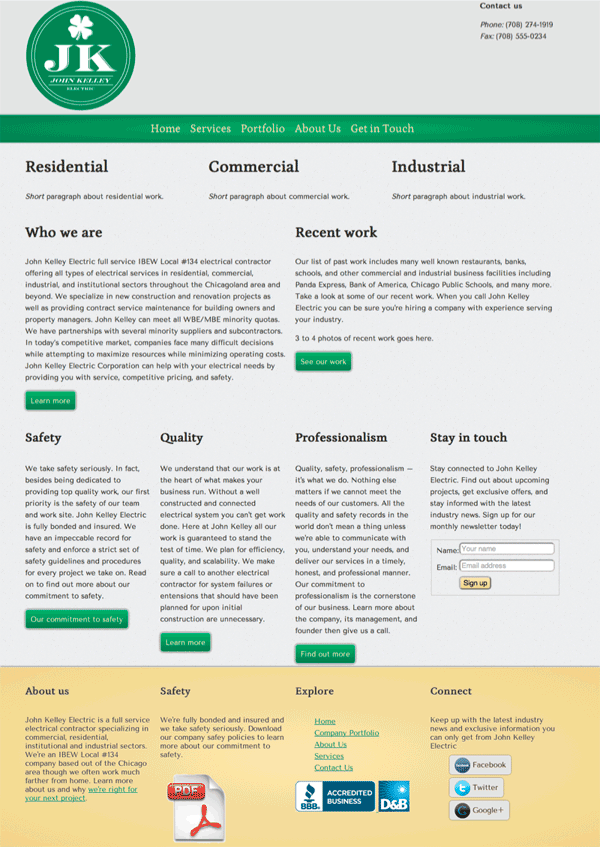 Contact us
Phone: (708) 274-1919
Fax: (708) 555-0234
JK
JOHN KELLEY
ELECTRIC
Home Services Portfolio About Us Get in Touch
Residential
Short paragraph about residential work.
Commercial
Short paragraph about commercial work.
Industrial
Short paragraph about industrial work.
Who we are
John Kelley Electric full service IBEW Local #134 electrical contractor
offering all types of electrical services in residential, commercial,
industrial, and institutional sectors throughout the Chicagoland area and
beyond. We specialize in new construction and renovation projects as
well as providing contract service maintenance for building owners and
property managers. John Kelley can meet all WBE/MBE minority quotas.
We have partnerships with several minority suppliers and subcontractors.
In today's competitive market, companies face many difficult decisions
while attempting to maximize resources while minimizing operating costs.
John Kelley Electric Corporation can help with your electrical needs by
providing you with service, competitive pricing, and safety.
Learn more
Recent work
Our list of past work includes many well known restaurants, banks,
schools, and other commercial and industrial business facilities including
Panda Express, Bank of America, Chicago Public Schools, and many more.
Take a look at some of our recent work. When you call John Kelley
Electric you can be sure you're hiring a company with experience serving
your industry.
3 to 4 photos of recent work goes here.
See our work
Safety
We take safety seriously. In fact,
besides being dedicated to
providing top quality work, our first
priority is the safety of our team
and work site. John Kelley Electric
is fully bonded and insured. We
have an impeccable record for
safety and enforce a strict set of
safety guidelines and procedures
for every project we take on. Read
on to find out more about our
commitment to safety.
Our commitment to safety
Quality
We understand that our work is at
the heart of what makes your
business run. Without a well
constructed and connected
electrical system you can't get work
done. Here at John Kelley all our
work is guaranteed to stand the
test of time. We plan for efficiency,
quality, and scalability. We make
sure a call to another electrical
contractor for system failures or
entensions that should have been
planned for upon initial
construction are unnecessary.
Learn more
Professionalism
Quality, safety, professionalism —
it's what we do. Nothing else
matters if we cannot meet the
needs of our customers. All the
quality and safety records in the
world don't mean a thing unless
we're able to communicate with
you, understand your needs, and
deliver our services in a timely,
honest, and professional manner.
Our commitment to
professionalism is the cornerstone
of our business. Learn more about
the company, its management, and
founder then give us a call.
Find out more
Stay in touch
Stay connected to John Kelley
Electric. Find out about upcoming
projects, get exclusive offers, and
stay informed with the latest
industry news. Sign up for our
monthly newsletter today!
Name: Your name
Email: Email address
Sign up
About us
John Kelley Electric is a full service
electrical contractor specializing in
commercial, residential,
institutional and industrial sectors.
We're an IBEW Local #134
company based out of the Chicago
area though we often work much
farther from home. Learn more
about us and why we're right for
your next project.
Safety
We're fully bonded and insured and
we take safety seriously. Download
our company safey policies to learn
more about our commitment to
safety.
PDF
Explore
Home
Company Portfolio
About Us
Services
Contact Us
BBB. ACCREDITED
BUSINESS
D&B
Connect
Keep up with the latest industry
news and exclusive information you
can only get from John Kelley
Electric
Facebook
Twitter
Google+